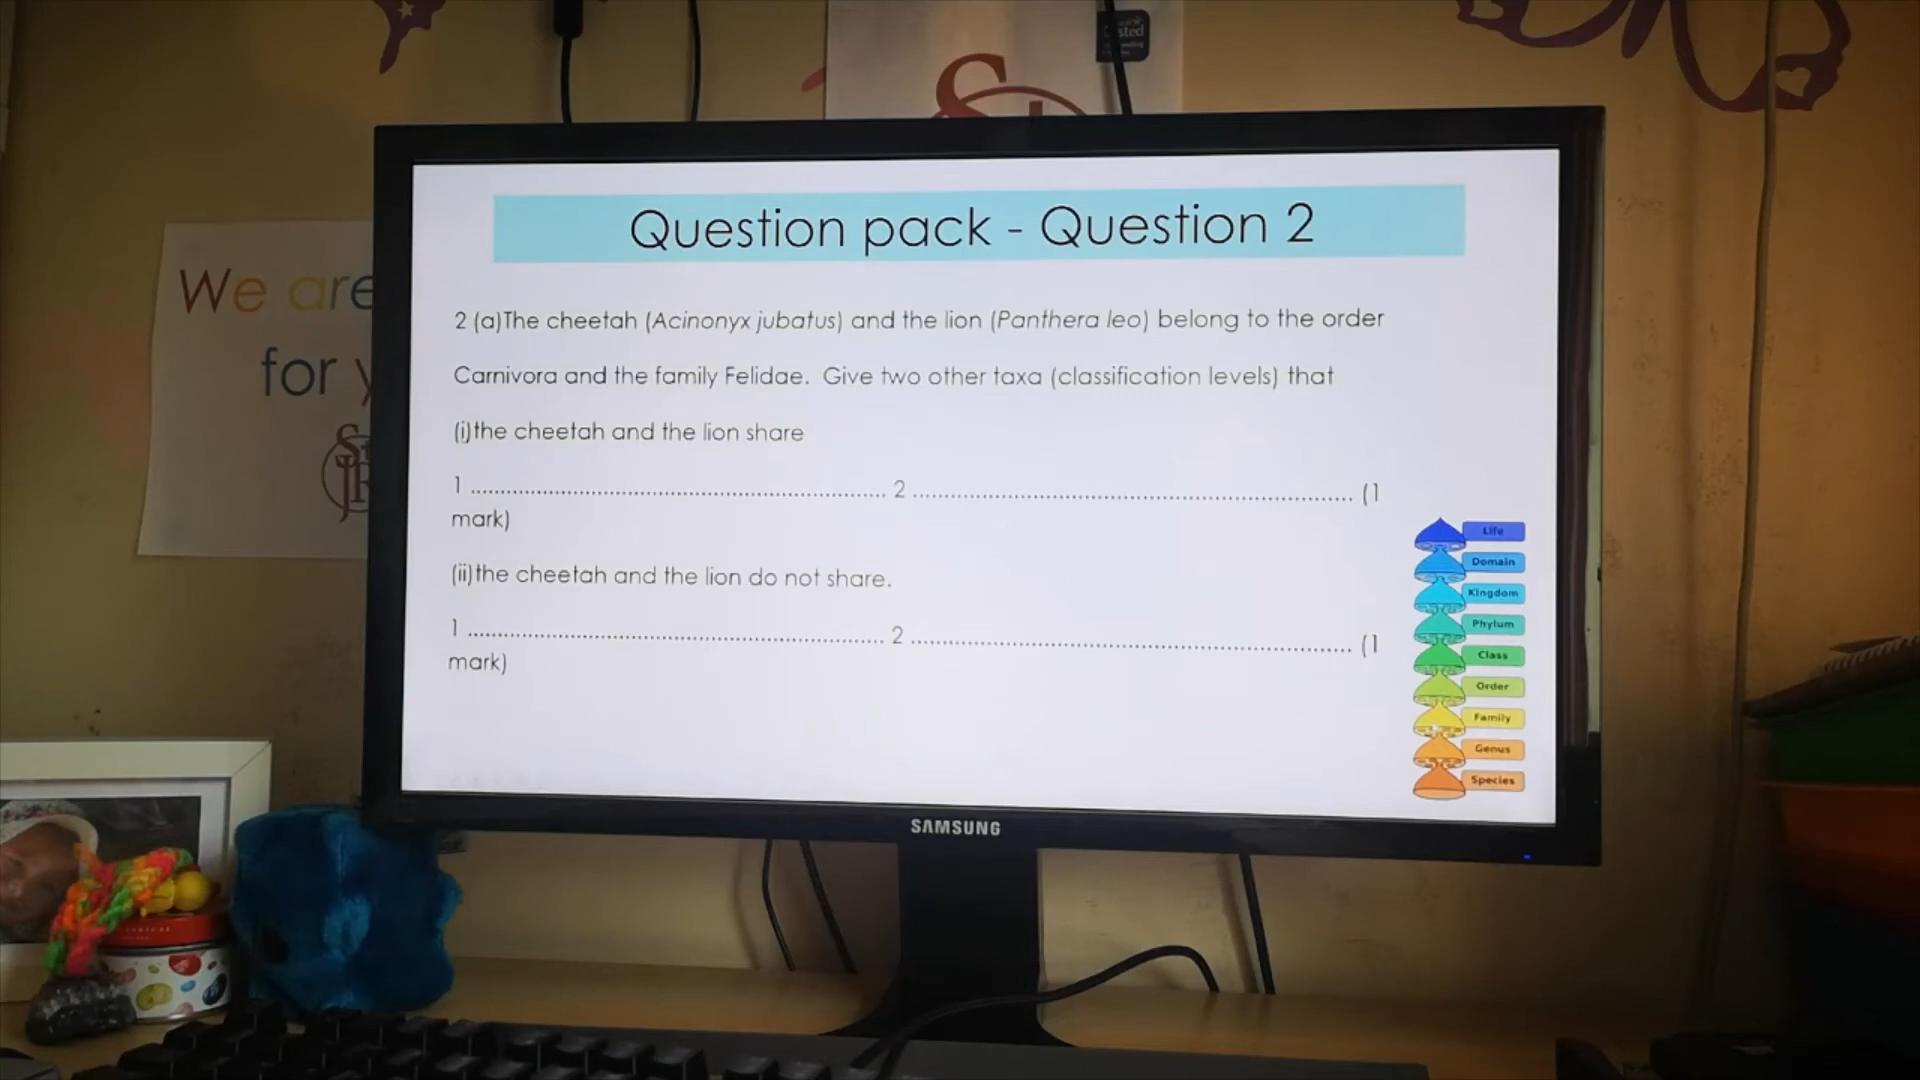 Question pack - Question 2
2 (a)The cheetah (Acinonyx jubatus) and the lion (Panthera leo) belong to the order
Carnivora and the family Felidae. Give two other taxa (classification levels) that
(i)the cheetah and the lion share
1 ........................................................... 2 ............................................................... (1
mark)
(ii)the cheetah and the lion do not share.
1 ........................................................... 2 ............................................................... (1
mark)
Life
Domain
Kingdom
Phylum
Class
Order
Family
Genus
Species
SAMSUNG
We are
for